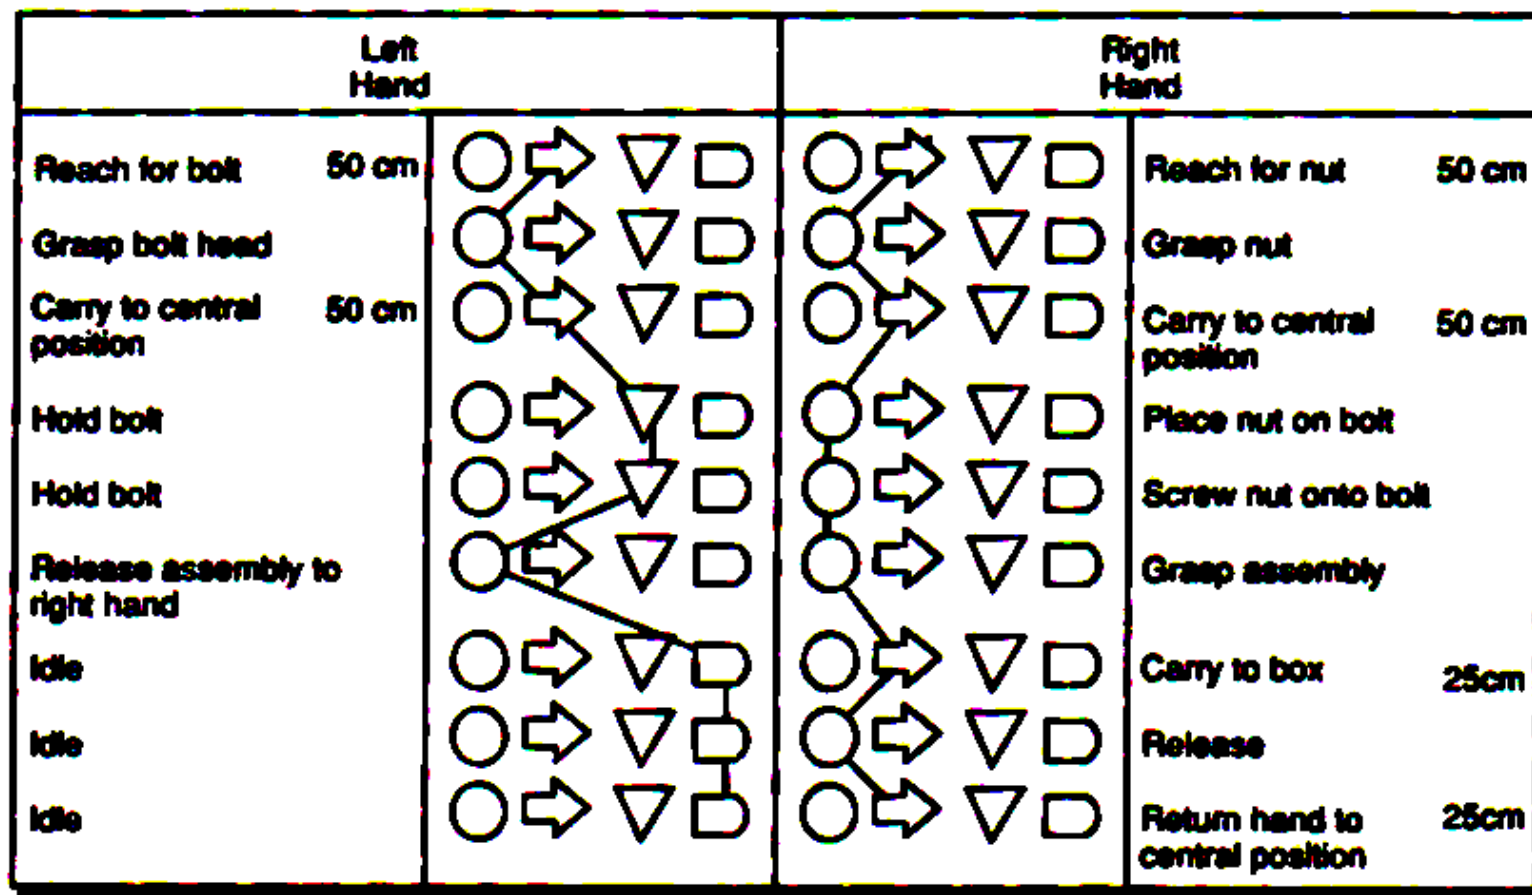 Left
Hand
Right
Hand
Reach for bolt 50 cm
Reach for nut 50 cm
Grasp bolt head
Grasp nut
Carry to central 50 cm
position
Carry to central 50 cm
position
Hold bolt
Place nut on bolt
Hold bolt
Screw nut onto bolt
Release assembly to
right hand
Grasp assembly
Idle
Carry to box 25cm
Idle
Release
Idle
Return hand to 25cm
central position